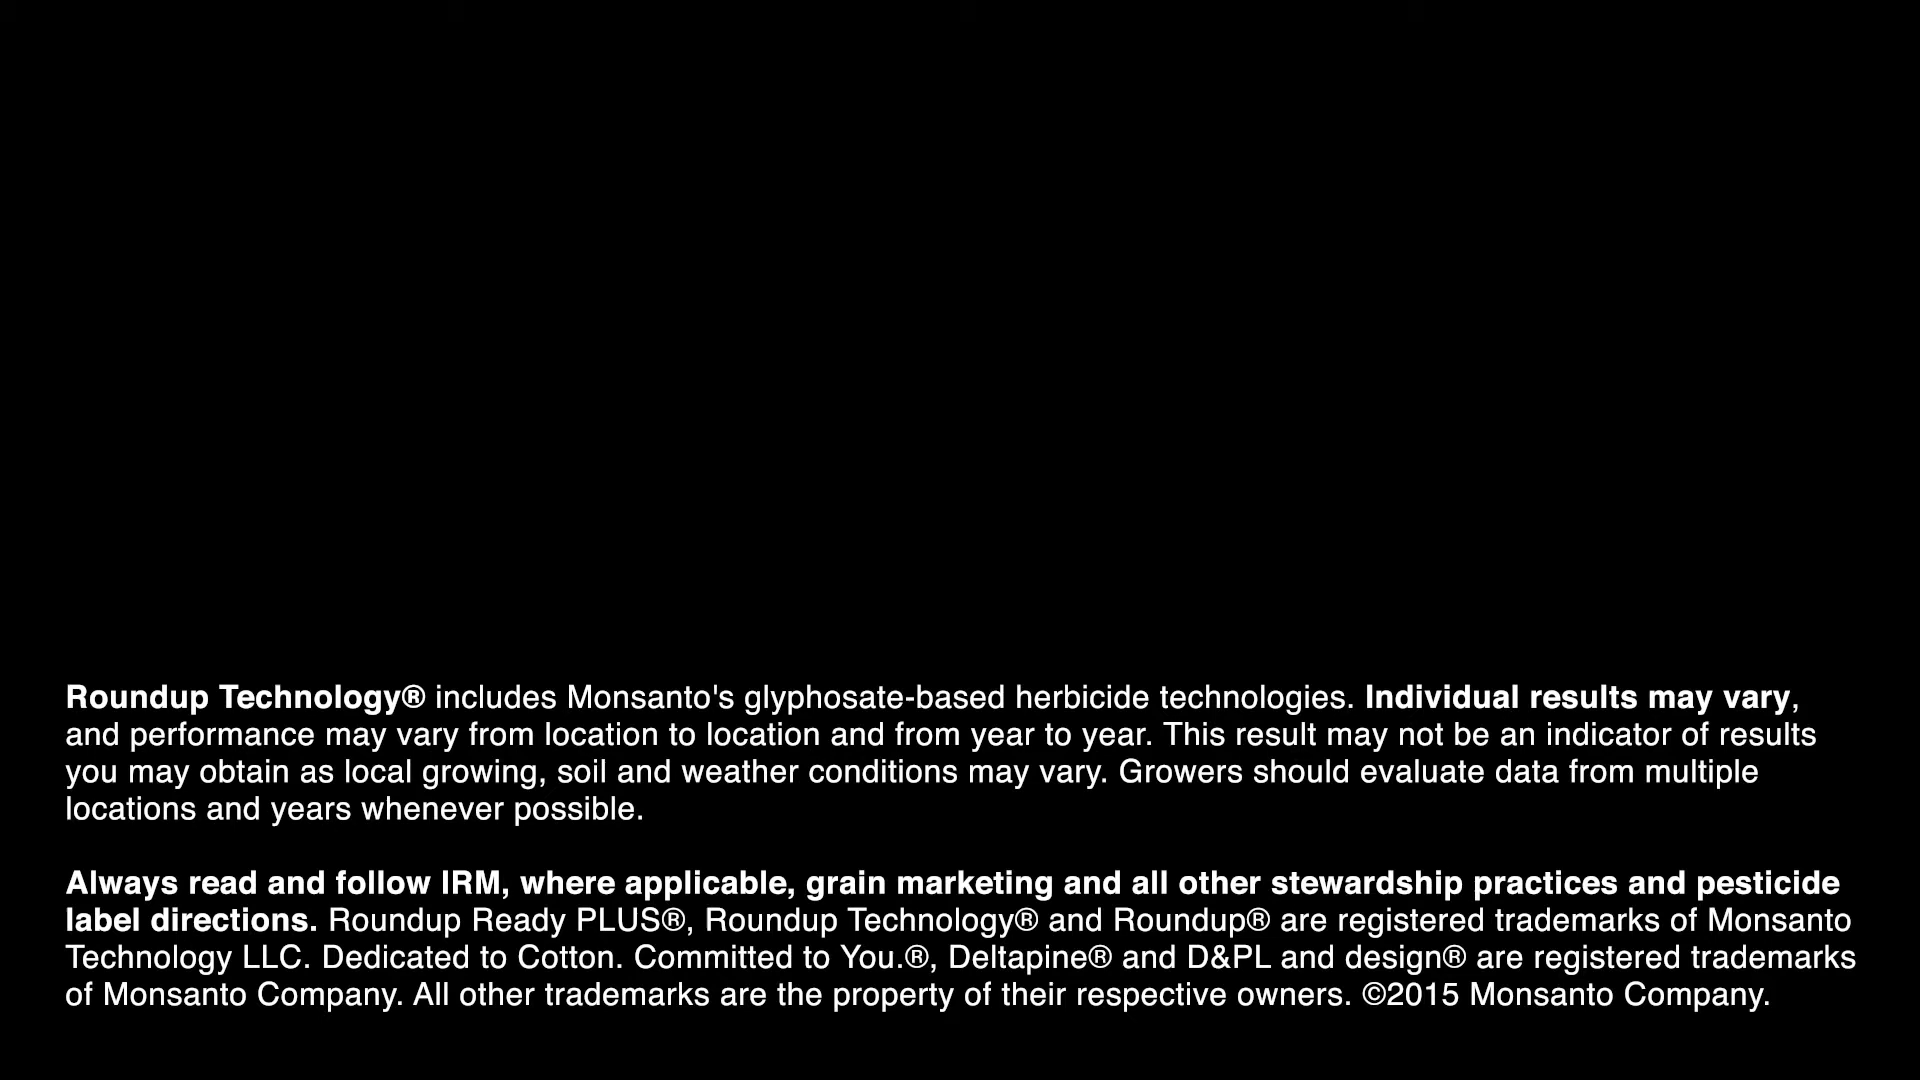 Roundup Technology® includes Monsanto's glyphosate-based herbicide technologies. Individual results may vary,
and performance may vary from location to location and from year to year. This result may not be an indicator of results
you may obtain as local growing, soil and weather conditions may vary. Growers should evaluate data from multiple
locations and years whenever possible.
Always read and follow IRM, where applicable, grain marketing and all other stewardship practices and pesticide
label directions. Roundup Ready PLUS®, Roundup Technology® and Roundup® are registered trademarks of Monsanto
Technology LLC. Dedicated to Cotton. Committed to You.®, Deltapine® and D&PL and design® are registered trademarks
of Monsanto Company. All other trademarks are the property of their respective owners. ©2015 Monsanto Company.